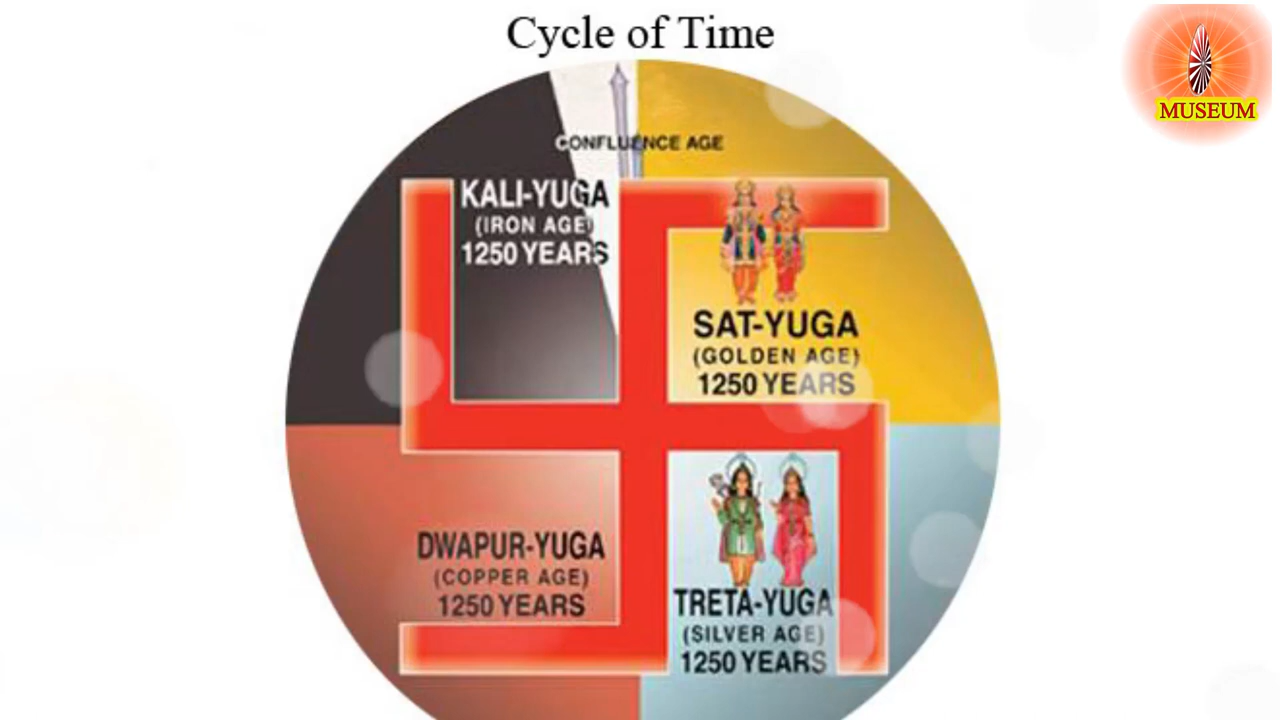 Cycle of Time
MUSEUM
CONFLUENCE AGE
KALI-YUGA
(IRON AGE)
1250 YEARS
SAT-YUGA
(GOLDEN AGE)
1250 YEARS
DWAPUR-YUGA
(COPPER AGE)
1250 YEARS
TRETA-YUGA
(SILVER AGE)
1250 YEARS